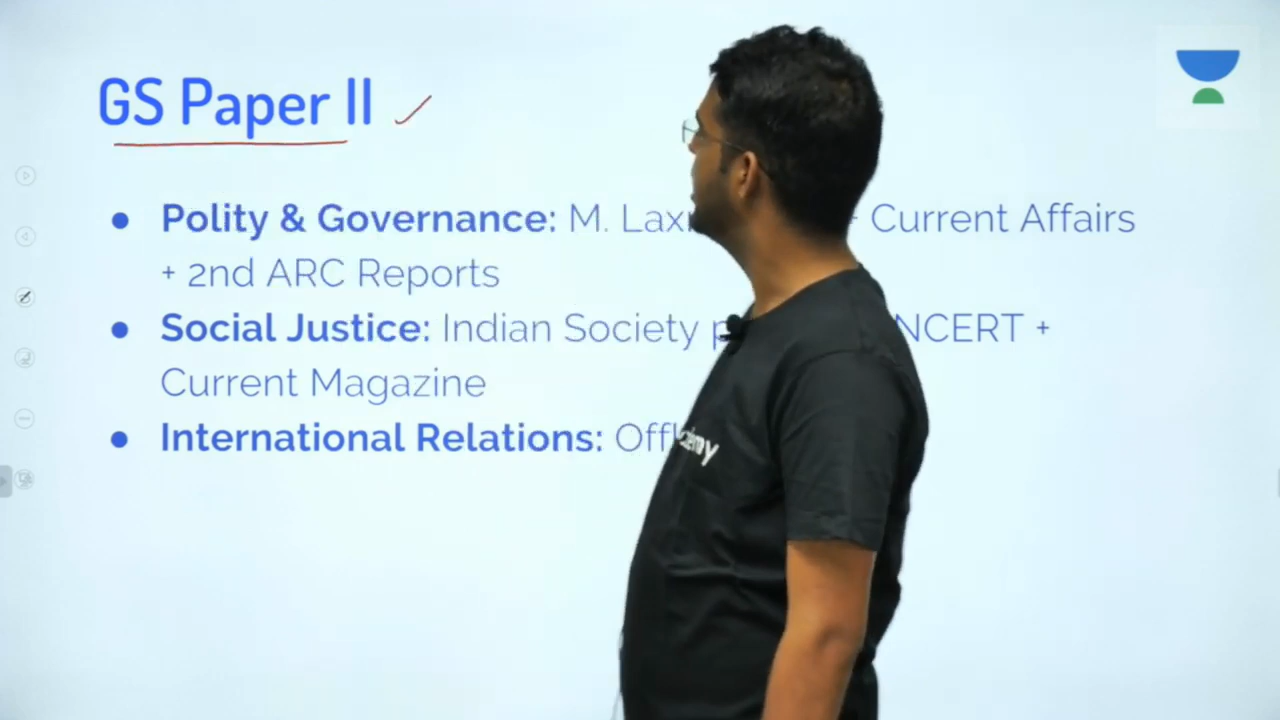 GS Paper II
● Polity & Governance: M. Current Affairs
+ 2nd ARC Reports
● Social Justice: Indian Society NCERT +
Current Magazine
● International Relations: